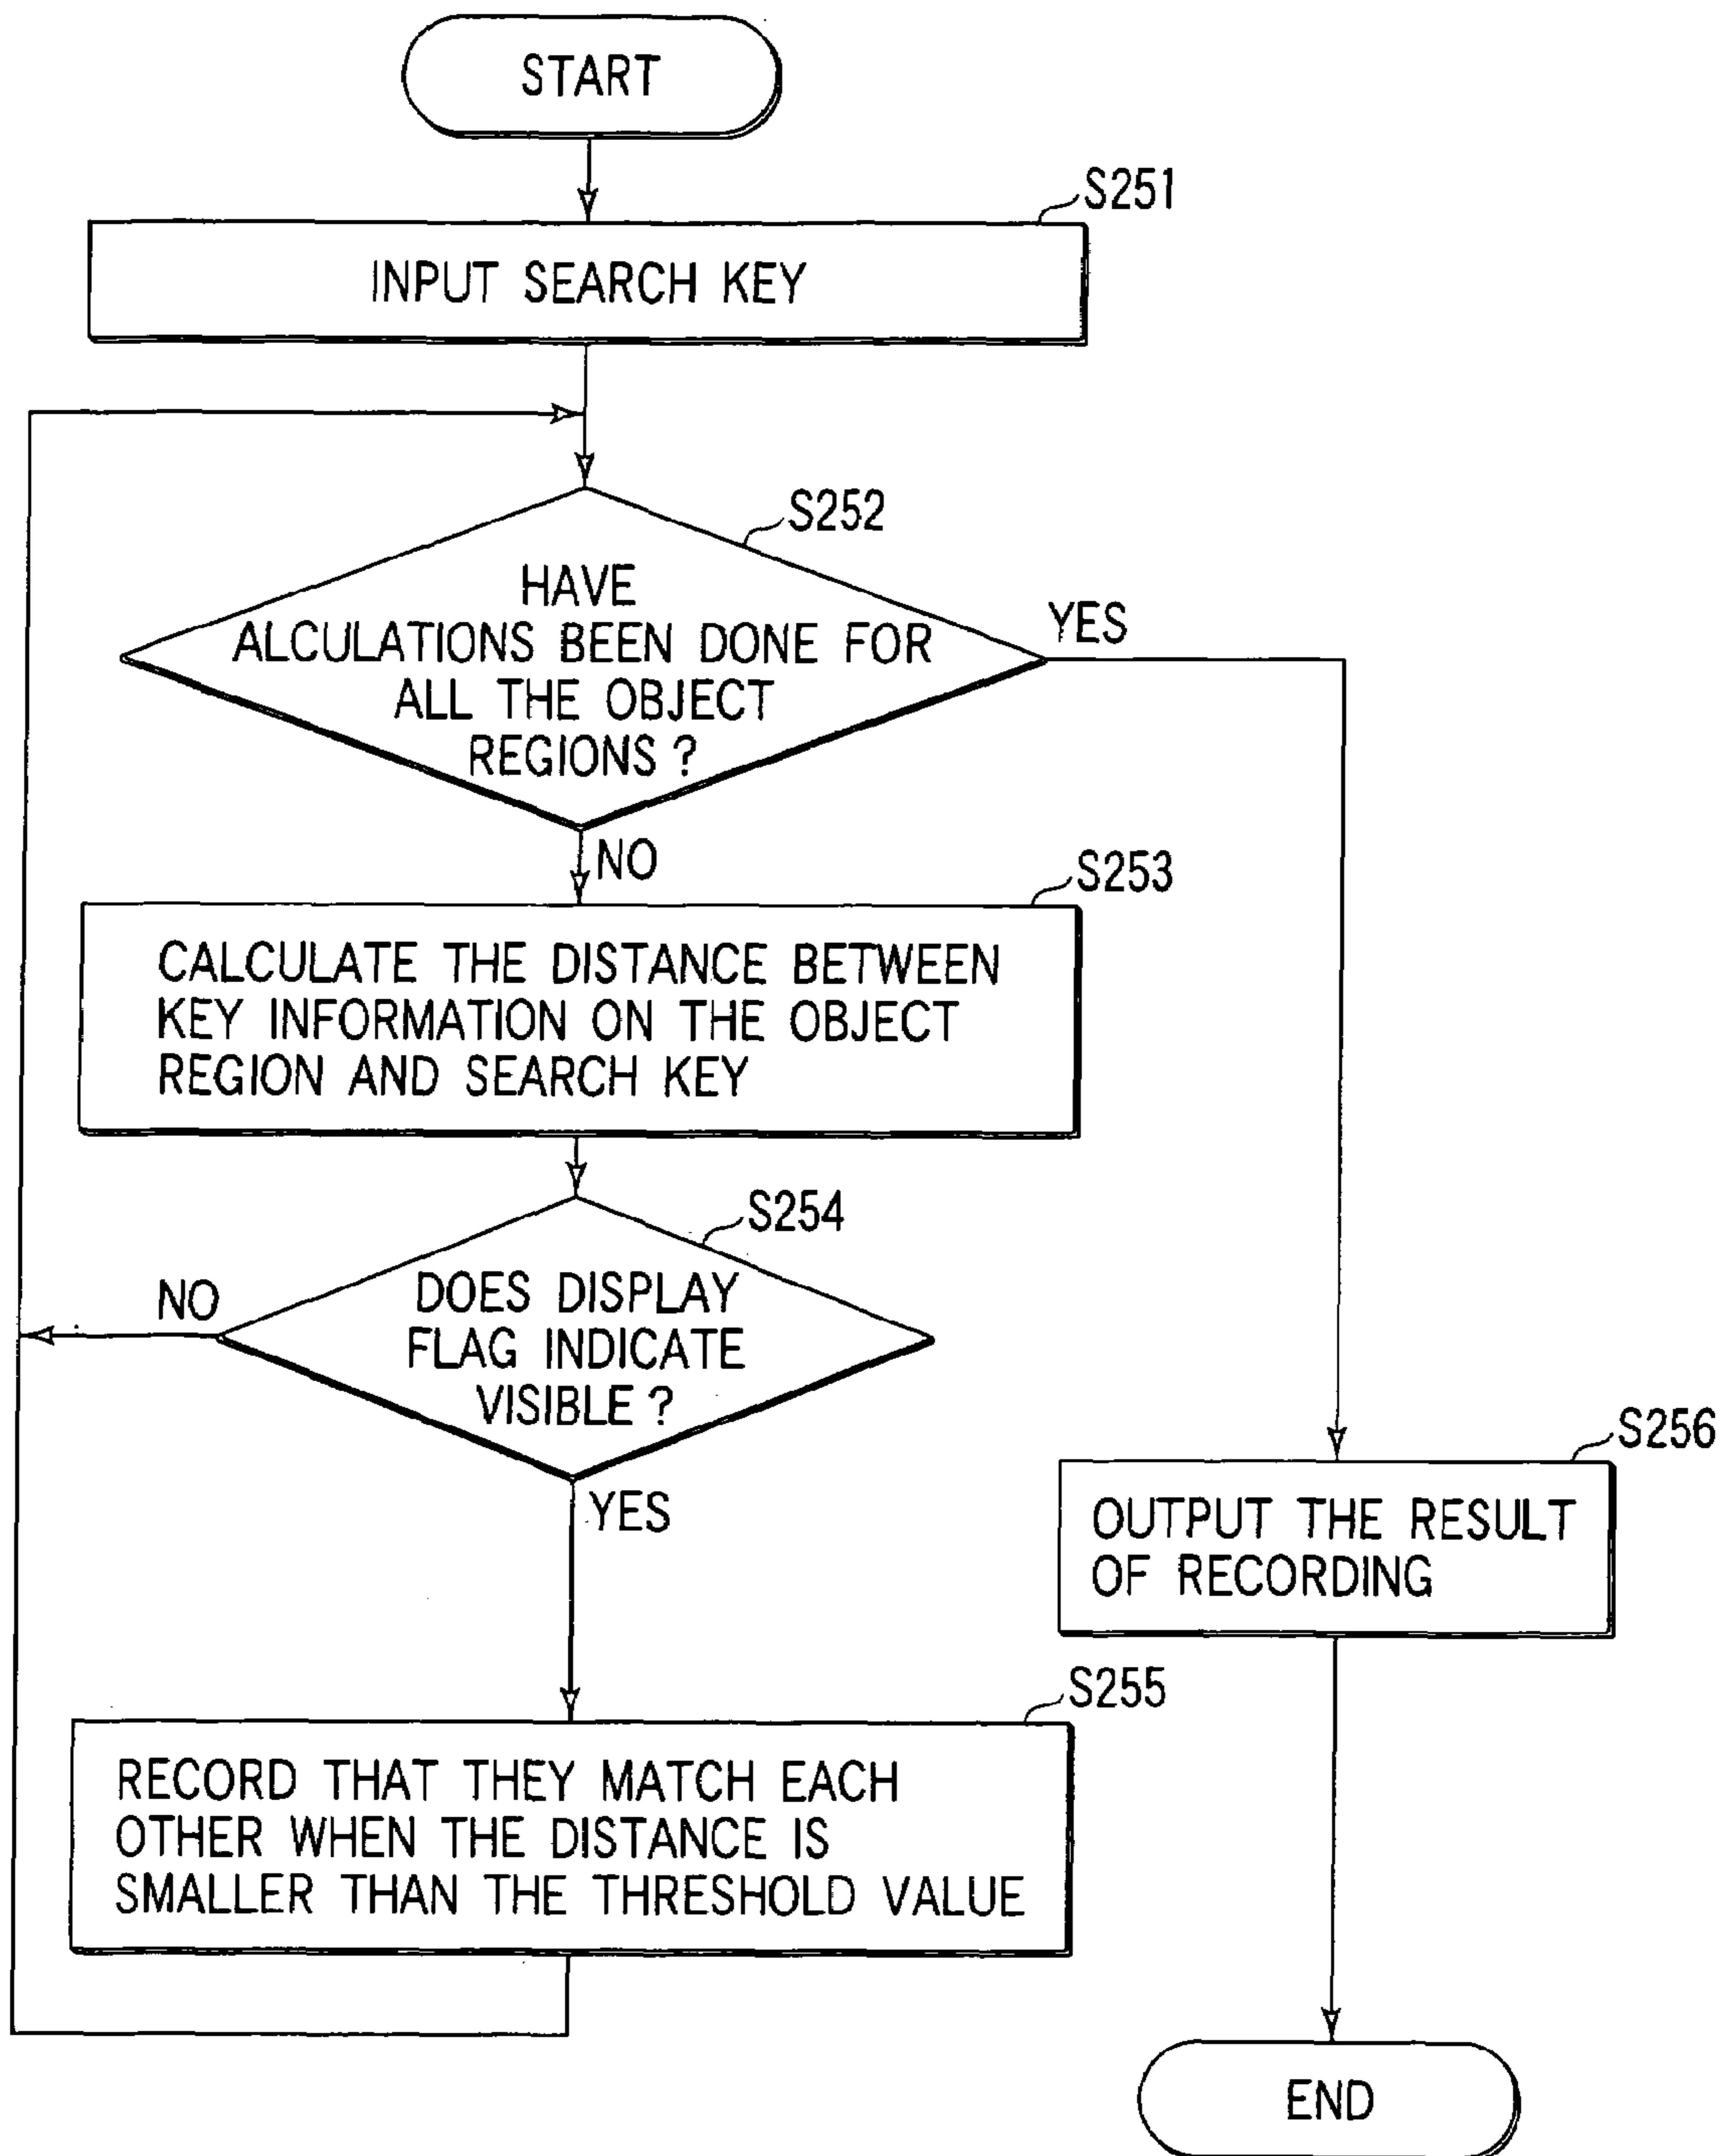 START
S251
INPUT SEARCH KEY
S252
HAVE
ALCULATIONS BEEN DONE FOR
ALL THE OBJECT
REGIONS ?
YES
NO
S253
CALCULATE THE DISTANCE BETWEEN
KEY INFORMATION ON THE OBJECT
REGION AND SEARCH KEY
S254
DOES DISPLAY
FLAG INDICATE
VISIBLE ?
NO
YES
S256
OUTPUT THE RESULT
OF RECORDING
S255
RECORD THAT THEY MATCH EACH
OTHER WHEN THE DISTANCE IS
SMALLER THAN THE THRESHOLD VALUE
END